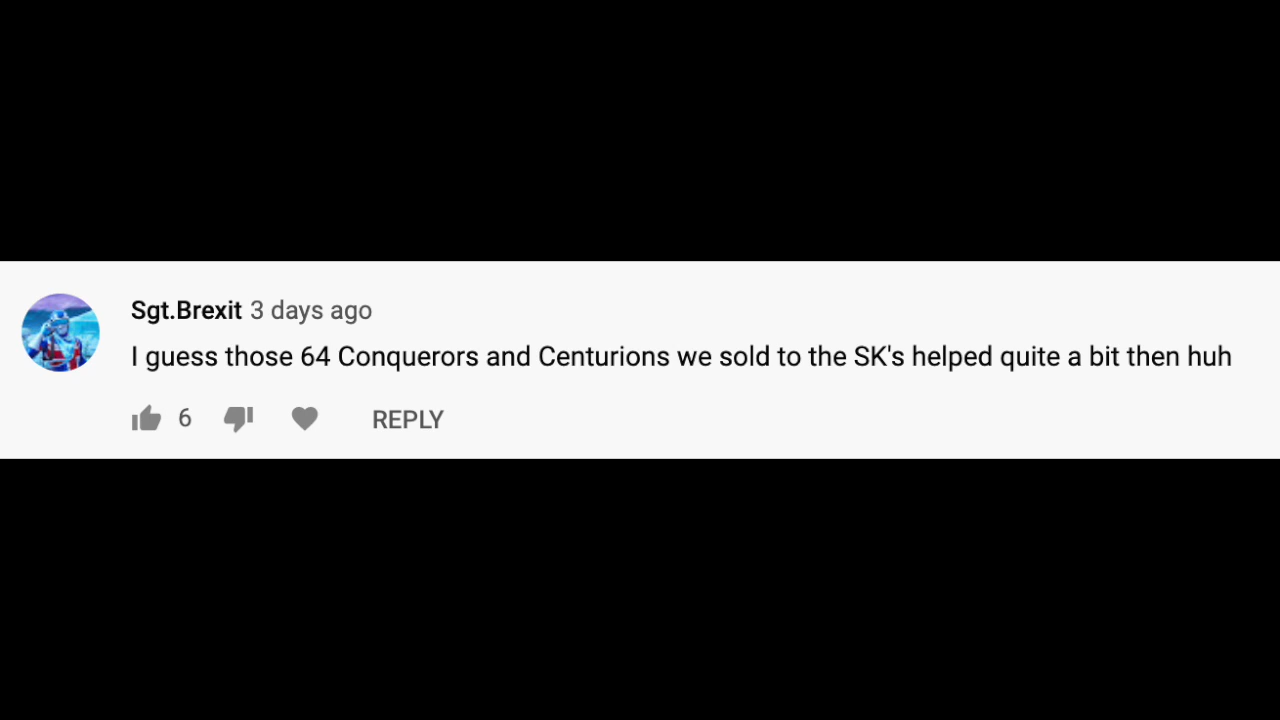 Sgt.Brexit 3 days ago
I guess those 64 Conquerors and Centurions we sold to the SK's helped quite a bit then huh
6 REPLY